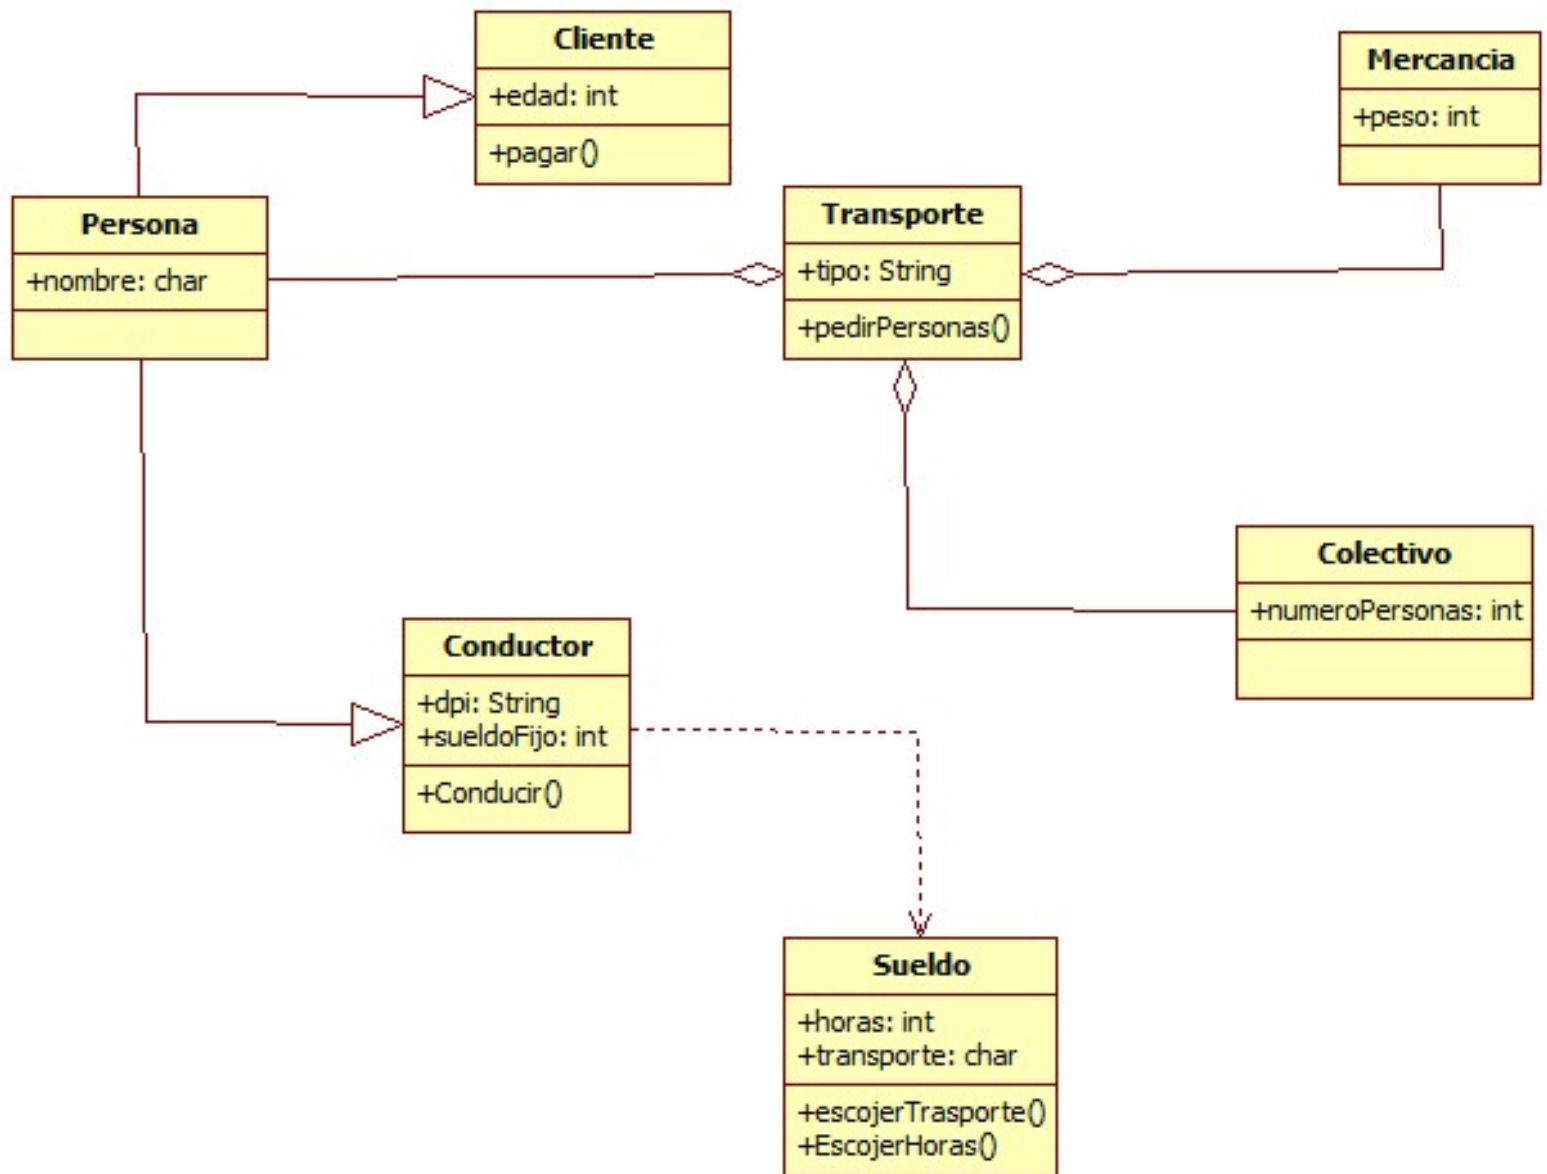 Cliente
+edad: int
+pagar()
Mercancia
+peso: int
Persona
+nombre: char
Transporte
+tipo: String
+pedirPersonas()
Colectivo
+numeroPersonas: int
Conductor
+dpi: String
+sueldoFijo: int
+Conducir()
Sueldo
+horas: int
+transporte: char
+escojerTrasporte()
+EscojerHoras()